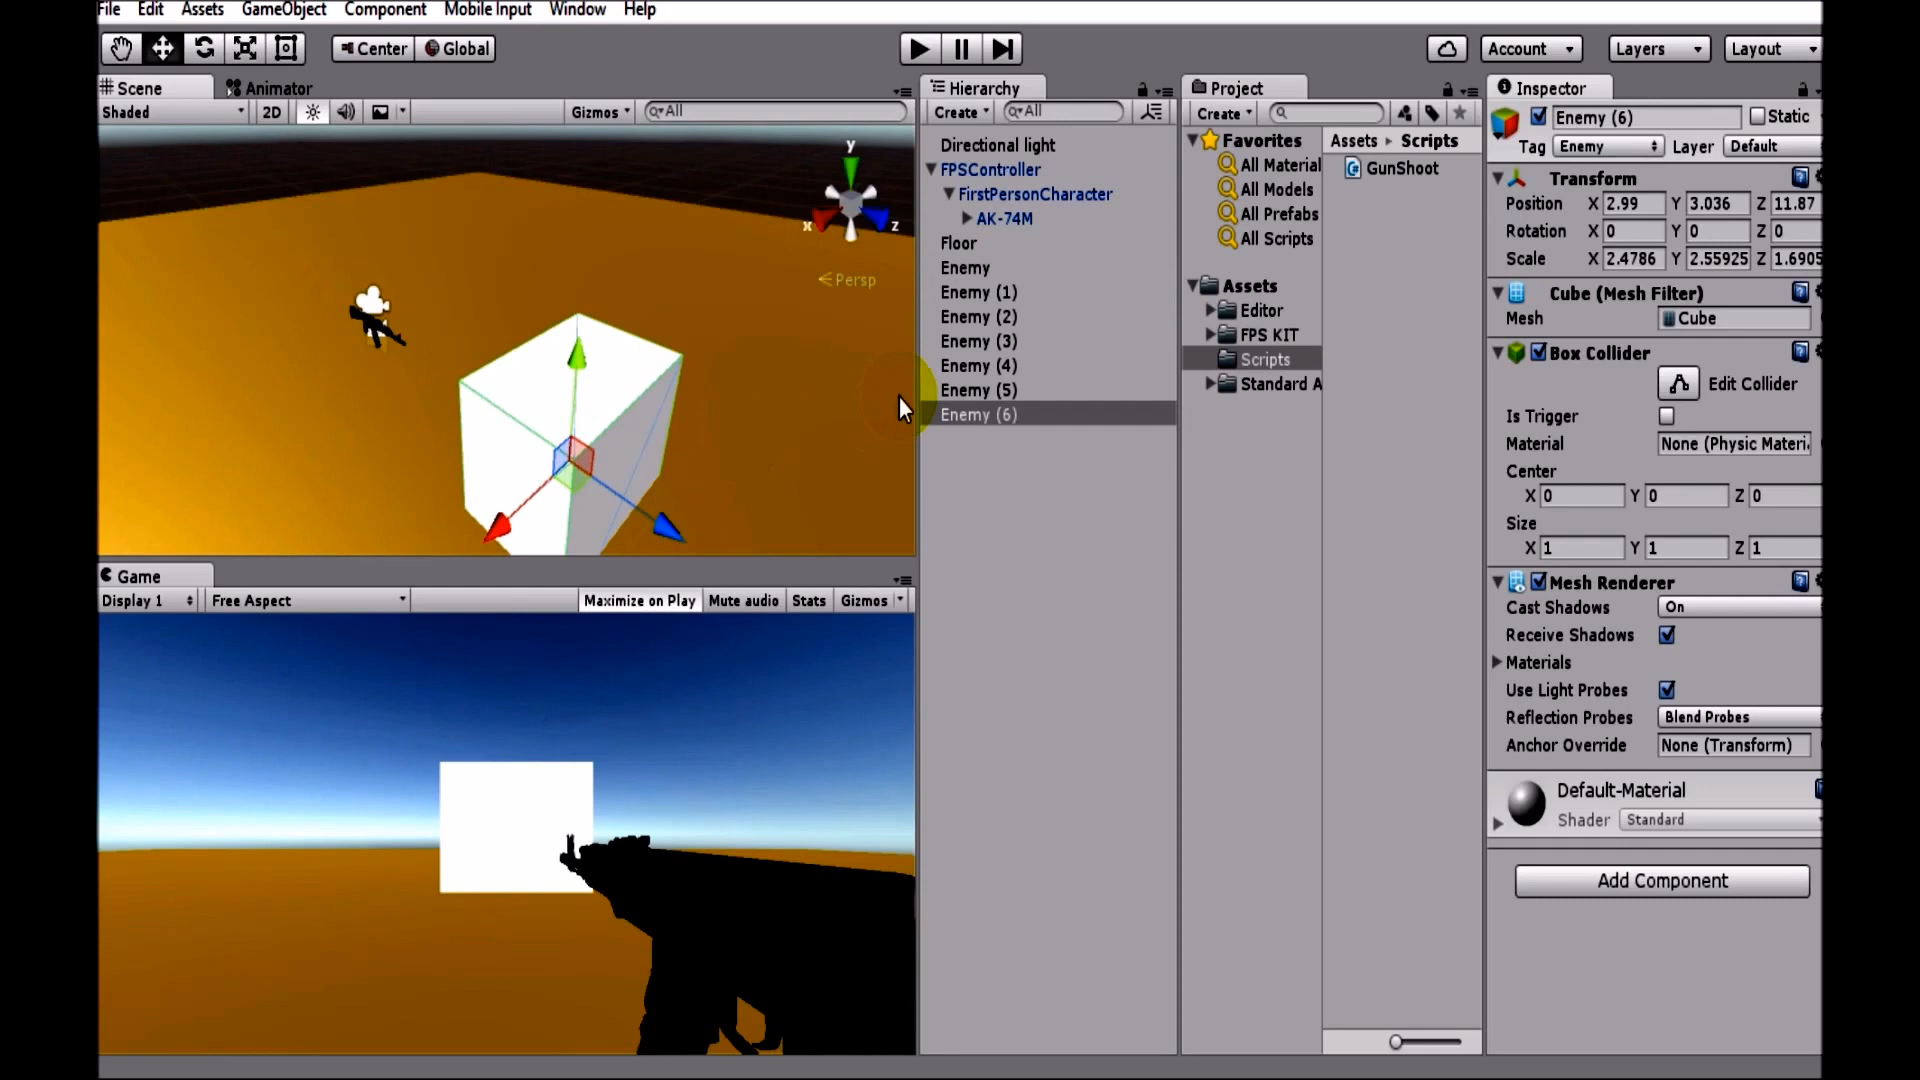 File Edit Assets GameObject Component Mobile Input Window Help
Center Global Account Layers Layout
Scene Animator
Shaded 2D Gizmos All
y
x z
Persp
Game
Display 1 Free Aspect Maximize on Play Mute audio Stats Gizmos
Hierarchy
Create All
Directional light
FPSController
FirstPersonCharacter
AK-74M
Floor
Enemy
Enemy (1)
Enemy (2)
Enemy (3)
Enemy (4)
Enemy (5)
Enemy (6)
Project
Create
Favorites
All Material
All Models
All Prefabs
All Scripts
Assets
Editor
FPS KIT
Scripts
Standard A
Assets Scripts
GunShoot
Inspector
Enemy (6) Static
Tag Enemy Layer Default
Transform
Position X 2.99 Y 3.036 Z 11.87
Rotation X 0 Y 0 Z 0
Scale X 2.4786 Y 2.55925 Z 1.6905
Cube (Mesh Filter)
Mesh Cube
Box Collider
Edit Collider
Is Trigger
Material None (Physic Materi
Center
X 0 Y 0 Z 0
Size
X 1 Y 1 Z 1
Mesh Renderer
Cast Shadows On
Receive Shadows
Materials
Use Light Probes
Reflection Probes Blend Probes
Anchor Override None (Transform)
Default-Material
Shader Standard
Add Component